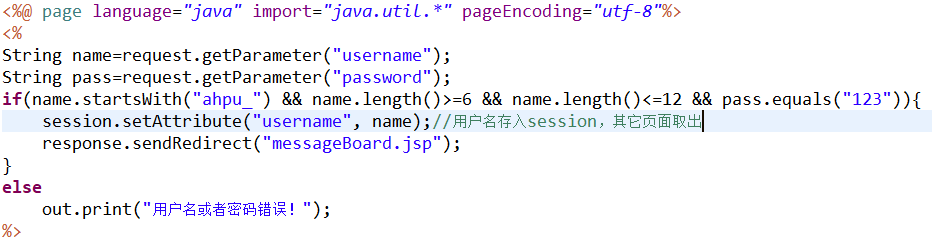 <%@ page language="java" import="java.util.*" pageEncoding="utf-8"%>
<%
String name=request.getParameter("username");
String pass=request.getParameter("password");
if(name.startsWith("ahpu_") && name.length()>=6 && name.length()<=12 && pass.equals("123")){
    session.setAttribute("username", name);//用户名存入session，其它页面取出
    response.sendRedirect("messageBoard.jsp");
}
else
    out.print("用户名或者密码错误！");
%>